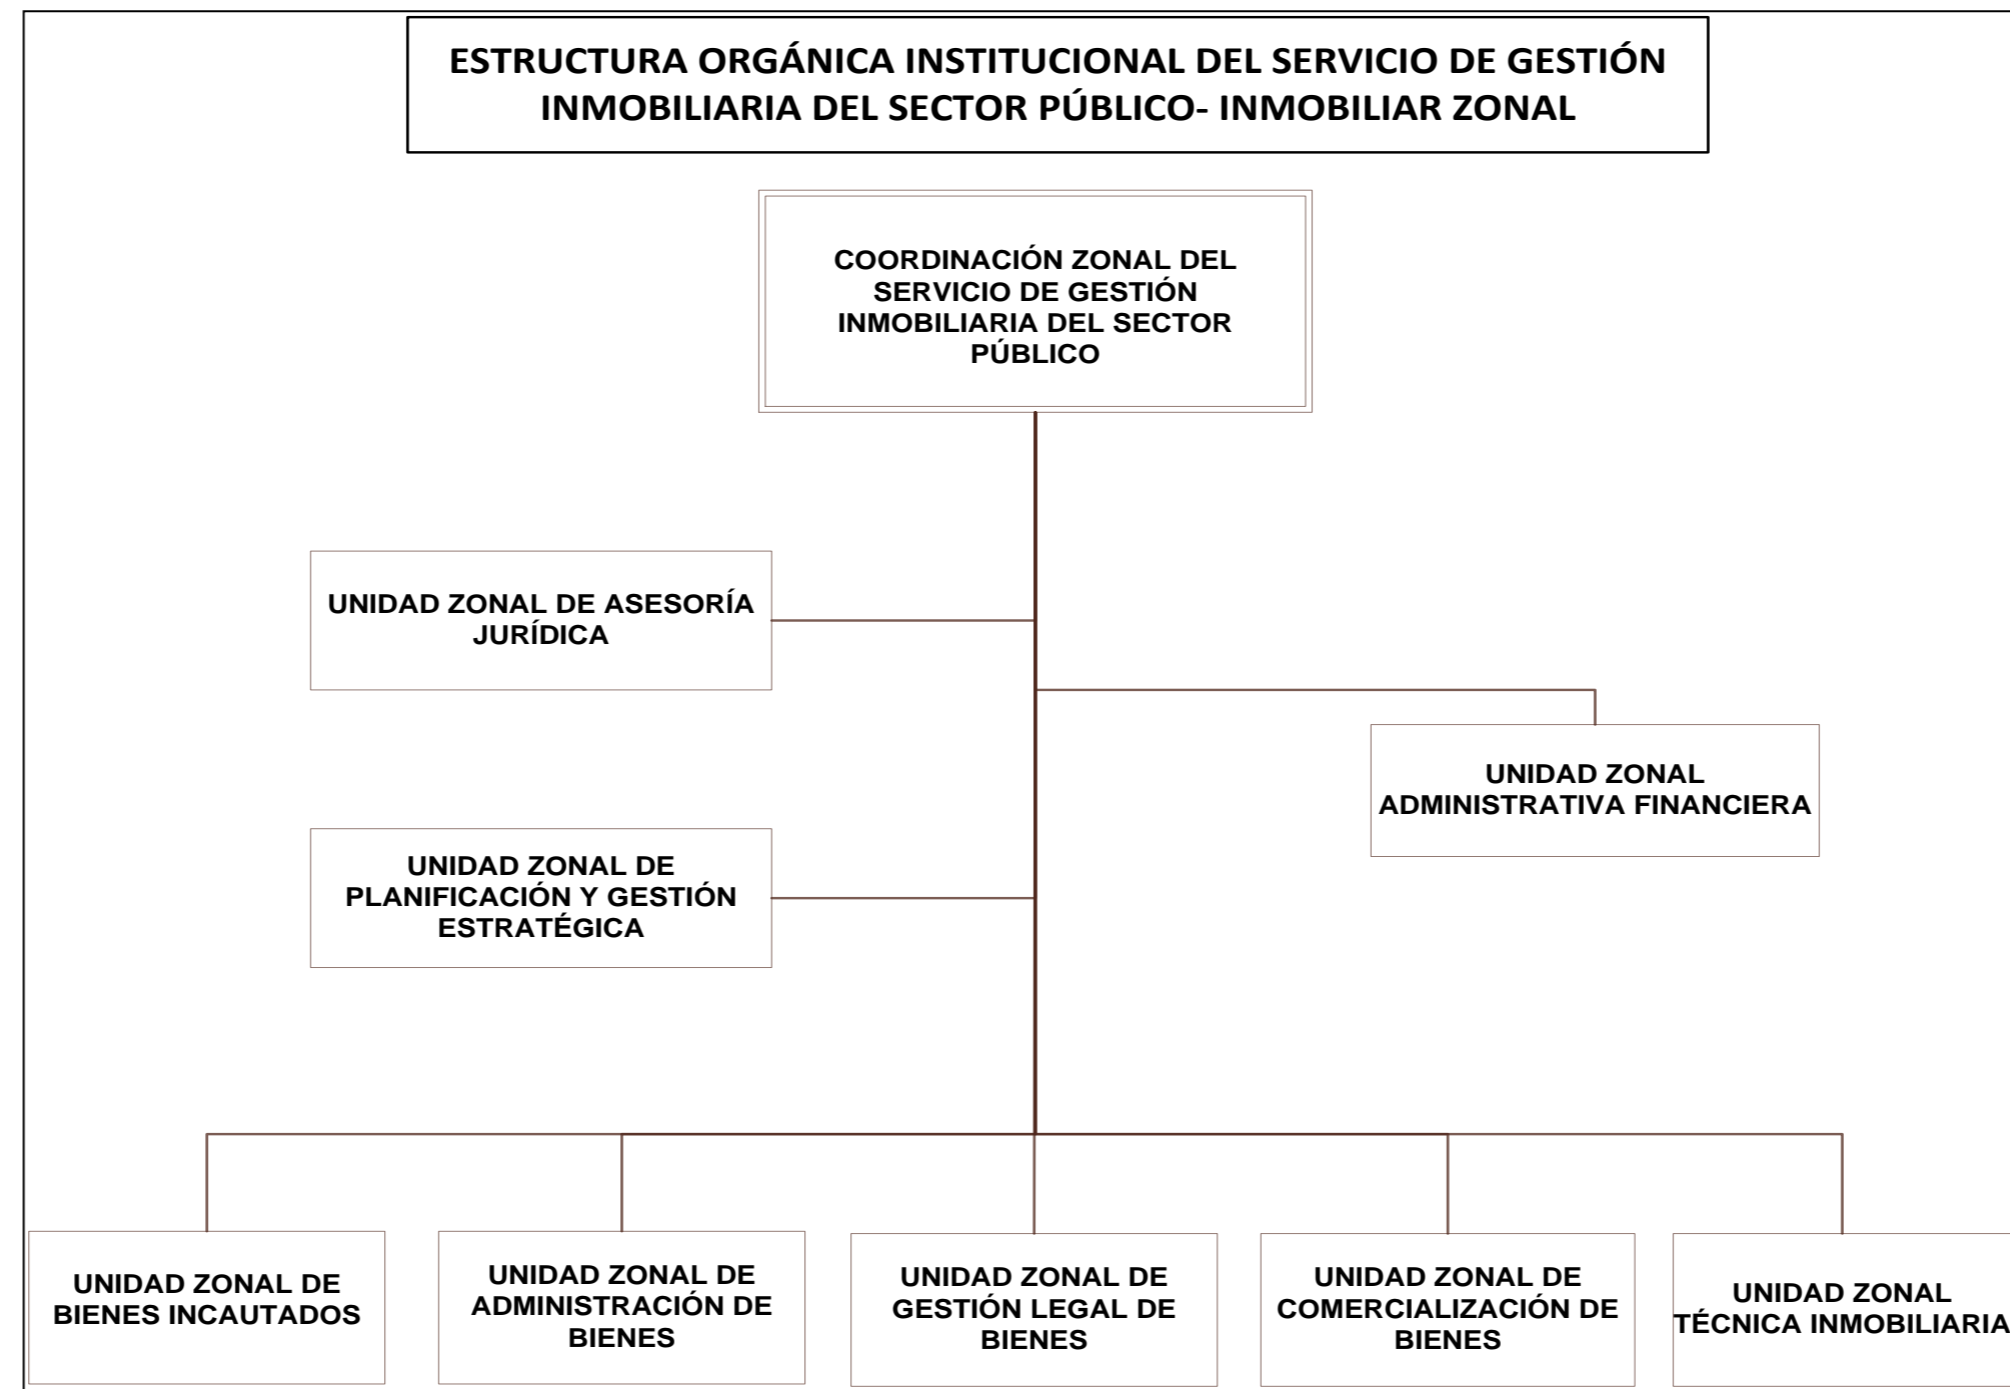 ESTRUCTURA ORGÁNICA INSTITUCIONAL DEL SERVICIO DE GESTIÓN
INMOBILIARIA DEL SECTOR PÚBLICO- INMOBILIAR ZONAL
COORDINACIÓN ZONAL DEL
SERVICIO DE GESTIÓN
INMOBILIARIA DEL SECTOR
PÚBLICO
UNIDAD ZONAL DE ASESORÍA
JURÍDICA
UNIDAD ZONAL
ADMINISTRATIVA FINANCIERA
UNIDAD ZONAL DE
PLANIFICACIÓN Y GESTIÓN
ESTRATÉGICA
UNIDAD ZONAL DE
BIENES INCAUTADOS
UNIDAD ZONAL DE
ADMINISTRACIÓN DE
BIENES
UNIDAD ZONAL DE
GESTIÓN LEGAL DE
BIENES
UNIDAD ZONAL DE
COMERCIALIZACIÓN DE
BIENES
UNIDAD ZONAL
TÉCNICA INMOBILIARIA